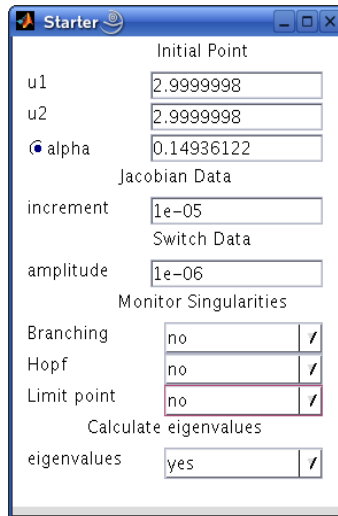 Starter
Initial Point
u1 2.9999998
u2 2.9999998
alpha 0.14936122
Jacobian Data
increment 1e-05
Switch Data
amplitude 1e-06
Monitor Singularities
Branching no
Hopf no
Limit point no
Calculate eigenvalues
eigenvalues yes